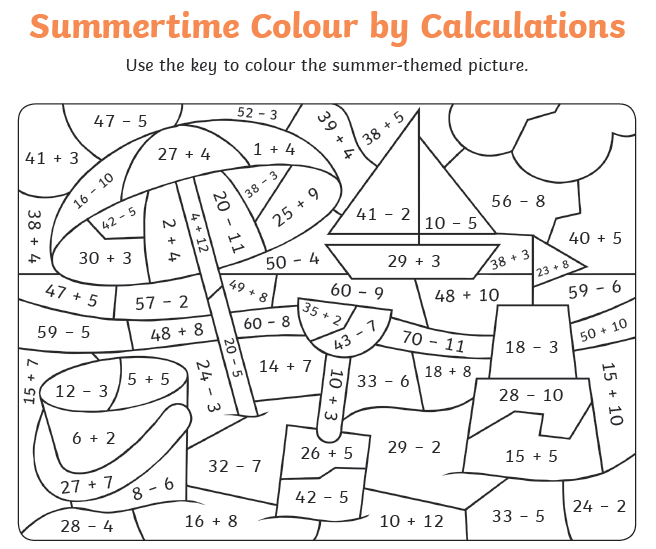 Summertime Colour by Calculations
Use the key to colour the summer-themed picture.
47 – 5
52 – 3
39 + 4
38 + 5
41 + 3
27 + 4
1 + 4
16 – 10
42 – 5
38 – 3
56 – 8
38 + 4
2 + 4
4 + 12
20 – 11
25 + 9
41 – 2
10 – 5
40 + 5
30 + 3
50 – 4
29 + 3
38 + 3
23 + 8
47 + 5
57 – 2
49 + 8
60 – 9
48 + 10
59 – 6
59 – 5
48 + 8
60 – 8
35 + 2
43 – 7
70 – 11
18 – 3
50 + 10
15 + 7
12 – 3
5 + 5
24 – 3
20 – 5
14 + 7
10 + 3
33 – 6
18 + 8
28 – 10
15 + 10
6 + 2
32 – 7
26 + 5
29 – 2
15 + 5
27 + 7
8 – 6
42 – 5
28 – 4
16 + 8
10 + 12
33 – 5
24 – 2